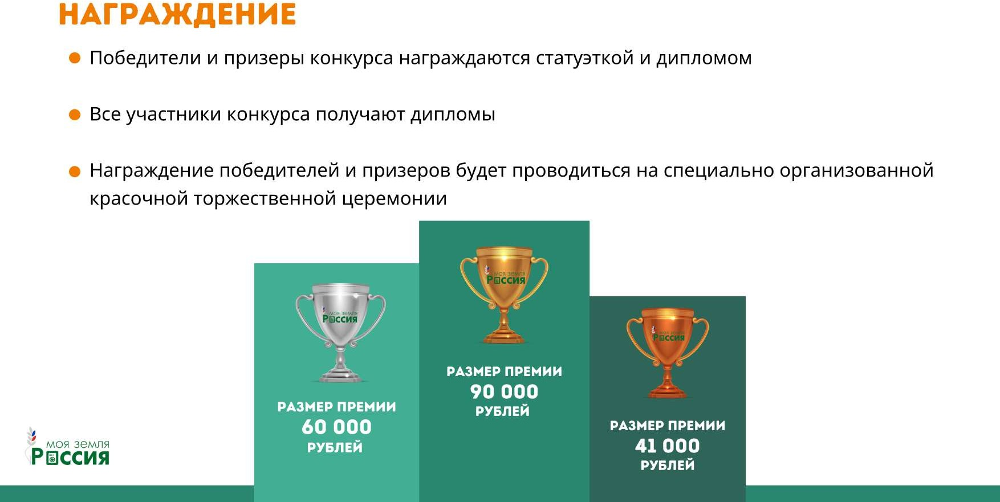 НАГРАЖДЕНИЕ
Победители и призеры конкурса награждаются статуэткой и дипломом
Все участники конкурса получают дипломы
Награждение победителей и призеров будет проводиться на специально организованной
красочной торжественной церемонии
моя земля
Россия
РАЗМЕР ПРЕМИИ
60 000
РУБЛЕЙ
моя земля
Россия
РАЗМЕР ПРЕМИИ
90 000
РУБЛЕЙ
моя земля
Россия
РАЗМЕР ПРЕМИИ
41 000
РУБЛЕЙ
моя земля
Россия